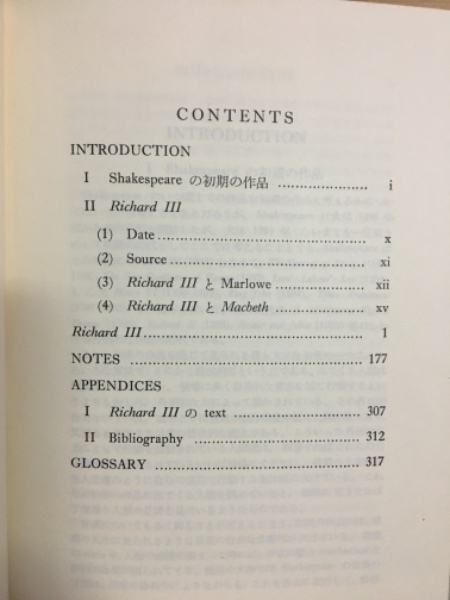 CONTENTS
INTRODUCTION
I Shakespeare の初期の作品 ........................ i
II Richard III
(1) Date ........................................ x
(2) Source ........................................ xi
(3) Richard III と Marlowe ........................ xii
(4) Richard III と Macbeth ........................ xv
Richard III ........................................ 1
NOTES ........................................ 177
APPENDICES
I Richard III の text ........................ 307
II Bibliography ........................ 312
GLOSSARY ........................................ 317